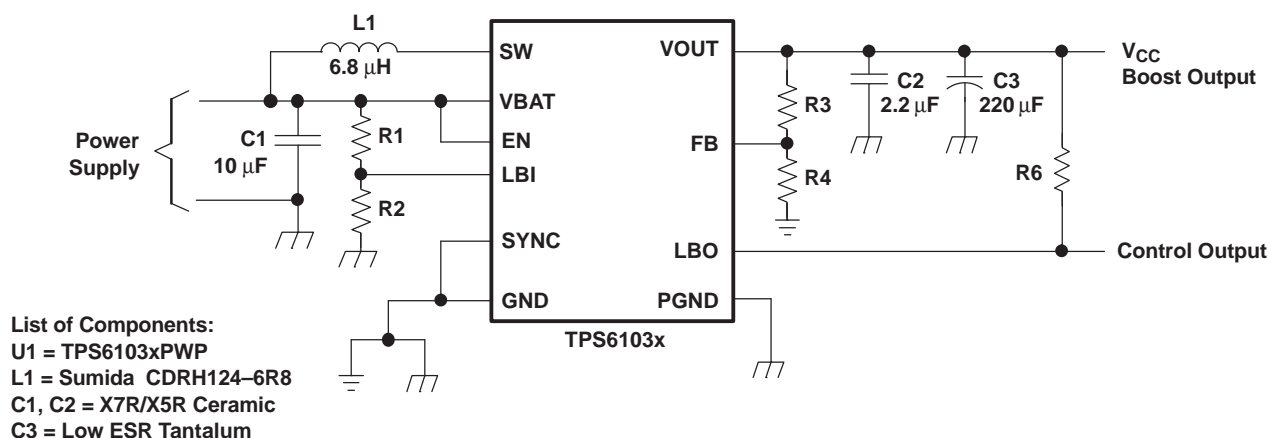 L1
6.8 μH
SW
VOUT
VCC
Boost Output
VBAT
C1
10 μF
R1
EN
Power
Supply
LBI
R2
SYNC
GND
R3
C2
2.2 μF
C3
220 μF
FB
R4
R6
LBO
Control Output
PGND
TPS6103x
List of Components:
U1 = TPS6103xPWP
L1 = Sumida CDRH124–6R8
C1, C2 = X7R/X5R Ceramic
C3 = Low ESR Tantalum